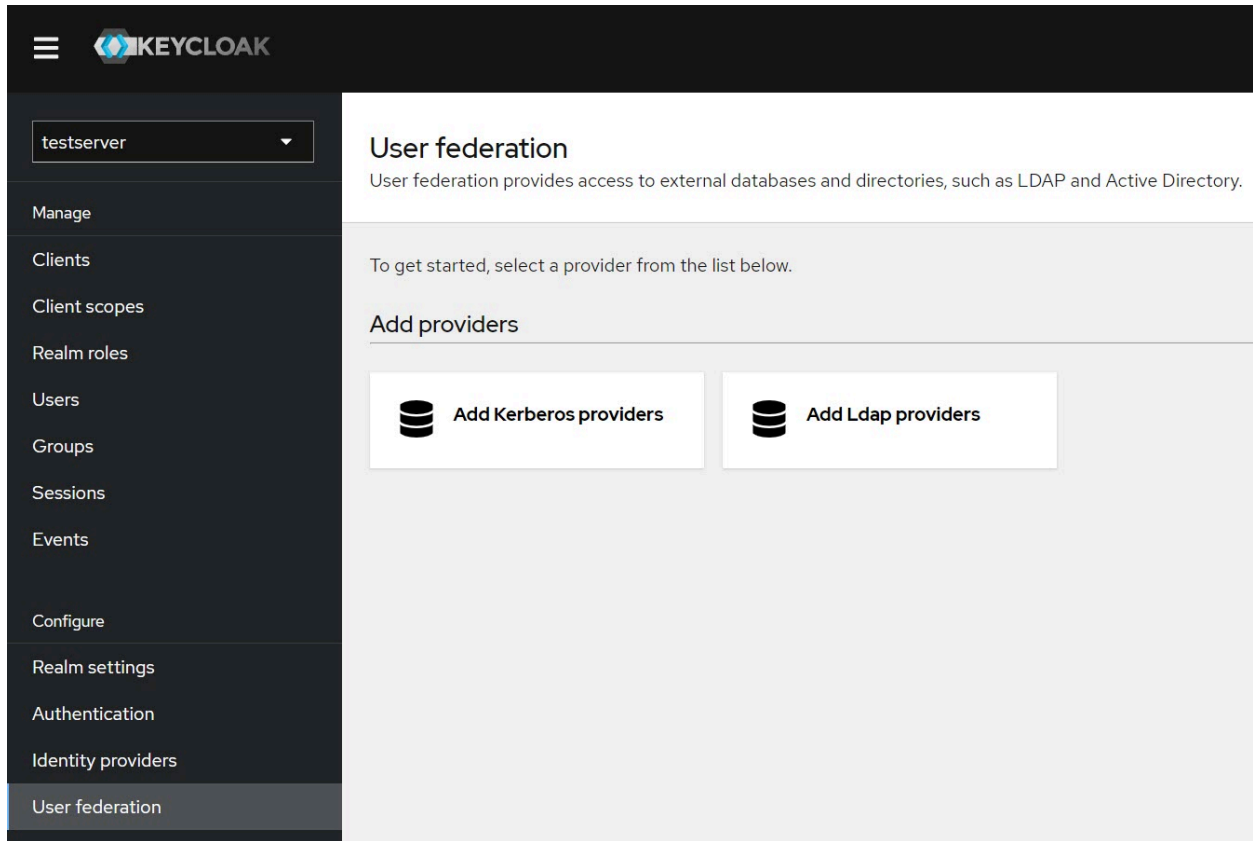 KEYCLOAK
testserver
Manage
Clients
Client scopes
Realm roles
Users
Groups
Sessions
Events
Configure
Realm settings
Authentication
Identity providers
User federation
User federation
User federation provides access to external databases and directories, such as LDAP and Active Directory.
To get started, select a provider from the list below.
Add providers
Add Kerberos providers
Add Ldap providers